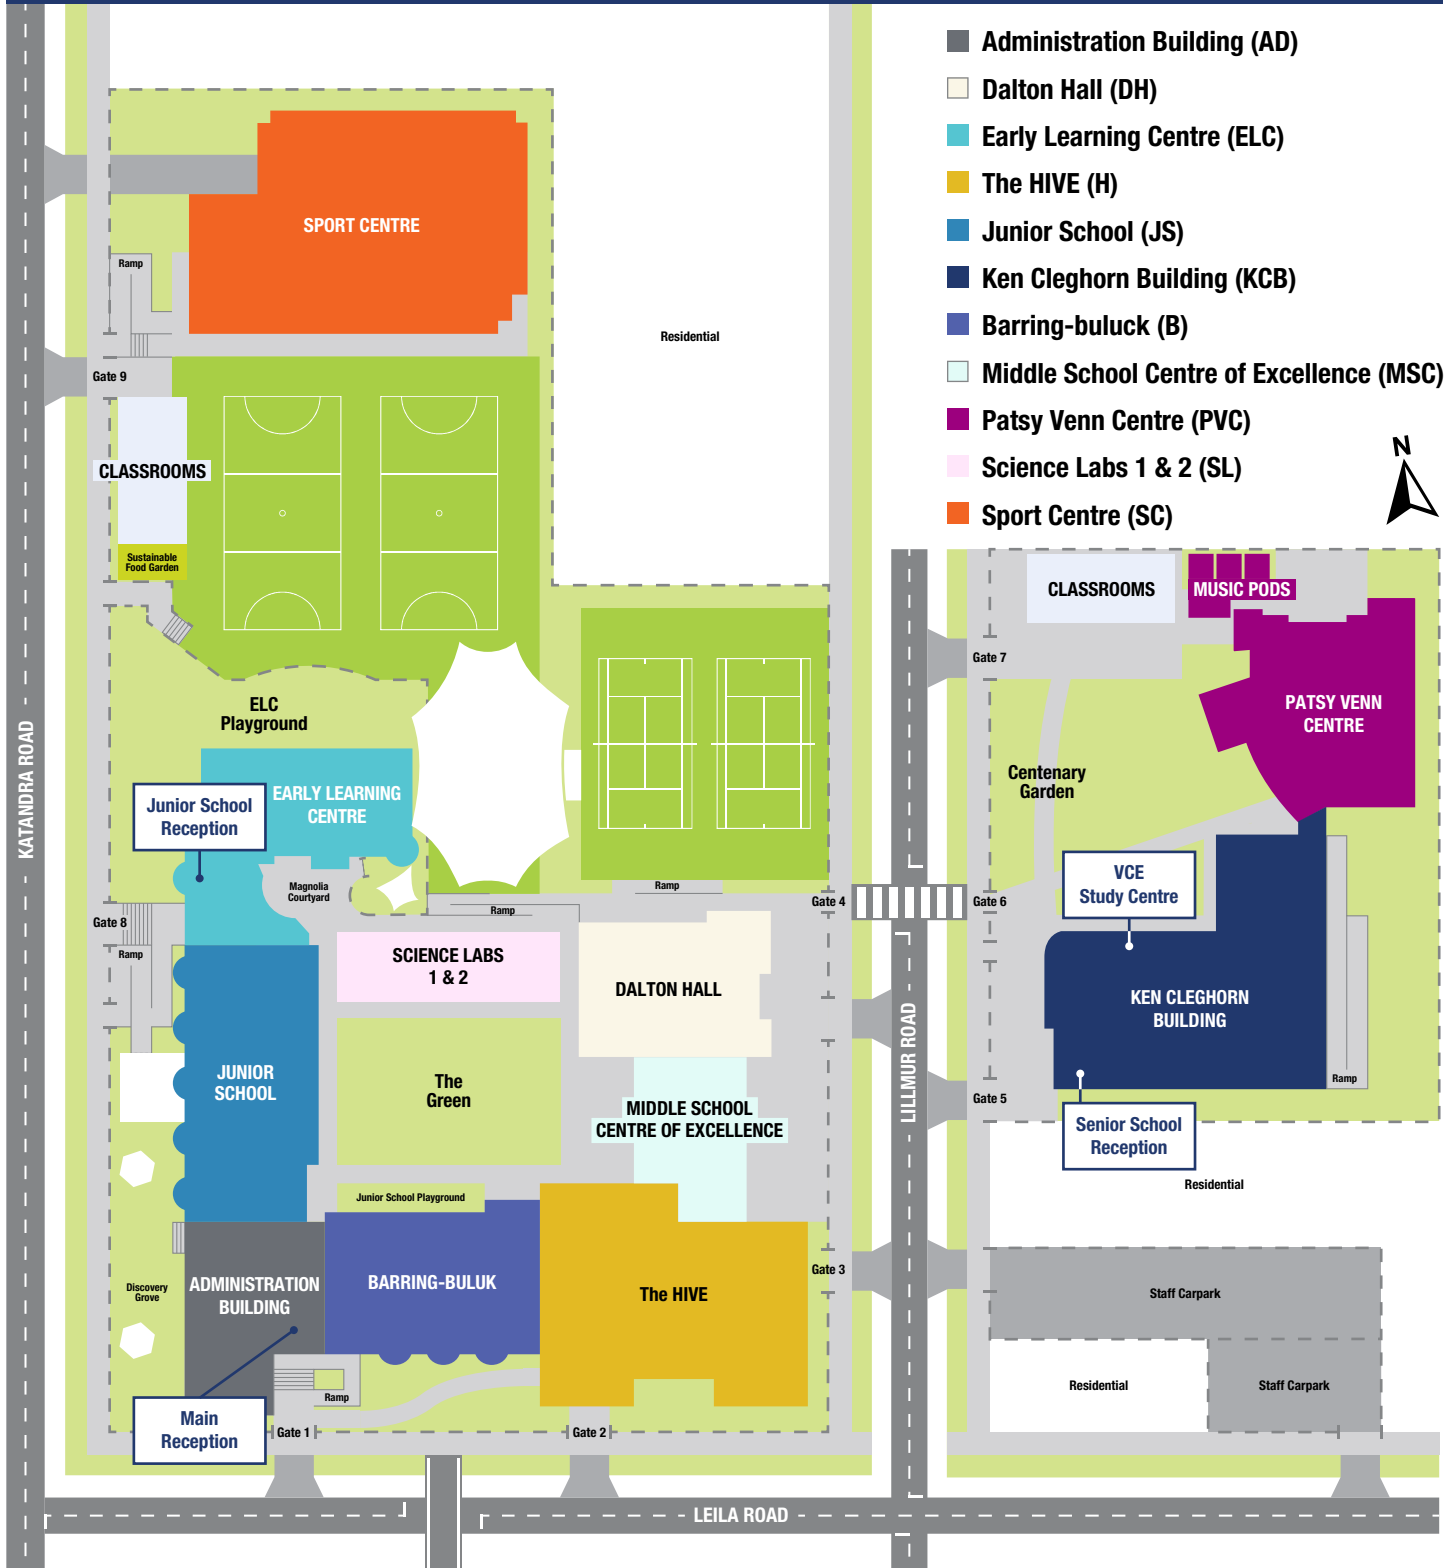 Administration Building (AD)
Dalton Hall (DH)
Early Learning Centre (ELC)
The HIVE (H)
Junior School (JS)
Ken Cleghorn Building (KCB)
Barring-buluck (B)
Middle School Centre of Excellence (MSC)
Patsy Venn Centre (PVC)
Science Labs 1 & 2 (SL)
Sport Centre (SC)
N
SPORT CENTRE
Ramp
Residential
Gate 9
CLASSROOMS
Sustainable
Food Garden
ELC
Playground
KATANDRA ROAD
Junior School
Reception
EARLY LEARNING
CENTRE
Magnolia
Courtyard
Ramp
Ramp
Gate 4
Gate 8
Ramp
SCIENCE LABS
1 & 2
DALTON HALL
JUNIOR
SCHOOL
The
Green
MIDDLE SCHOOL
CENTRE OF EXCELLENCE
Junior School Playground
Discovery
Grove
ADMINISTRATION
BUILDING
BARRING-BULUK
The HIVE
Gate 3
Ramp
Main
Reception
Gate 1
Gate 2
LEILA ROAD
LILLMUR ROAD
CLASSROOMS
MUSIC PODS
Gate 7
PATSY VENN
CENTRE
Centenary
Garden
VCE
Study Centre
Gate 6
KEN CLEGHORN
BUILDING
Ramp
Gate 5
Senior School
Reception
Residential
Staff Carpark
Residential
Staff Carpark